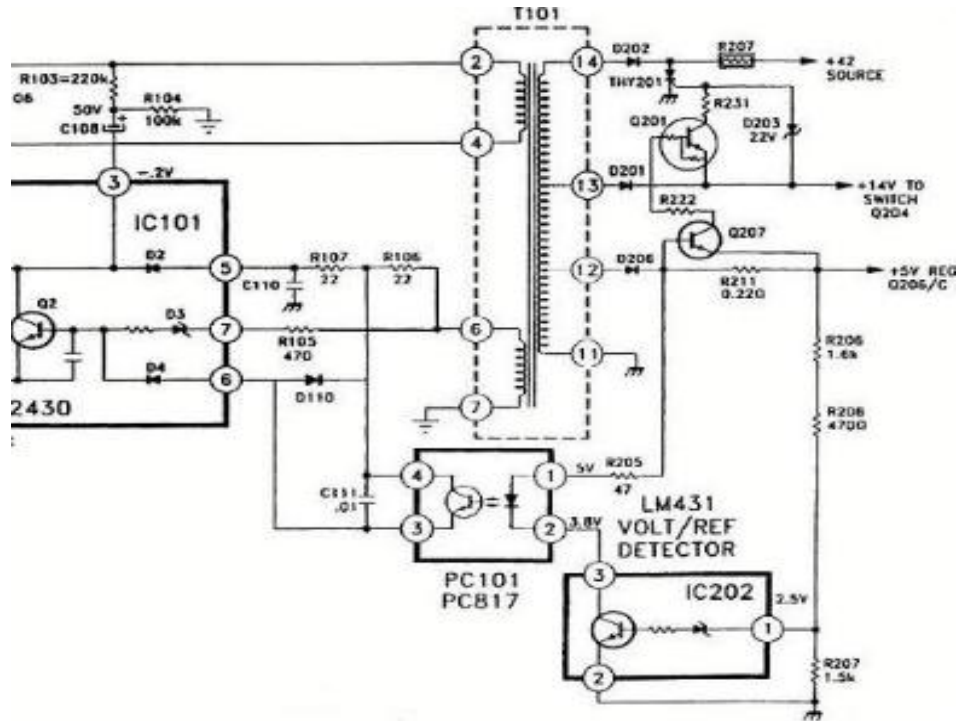 T101
2
14
D202
R207
+42
SOURCE
R103=220k
50V
R104
100k
C108
THY201
R231
Q201
D203
22V
4
3
-.2V
13
D201
+14V TO
SWITCH
Q204
IC101
R222
Q207
D2
5
R107
22
R106
22
C110
12
D206
R211
0.22Ω
+5V REG
Q206/C
Q2
D3
7
R105
470
6
11
R206
1.6k
D4
6
D110
7
R206
470Ω
2430
4
1
5V
R205
47
LM431
VOLT/REF
DETECTOR
.01
3
2
3.8V
PC101
PC817
3
IC202
2.5V
1
2
R207
1.5k